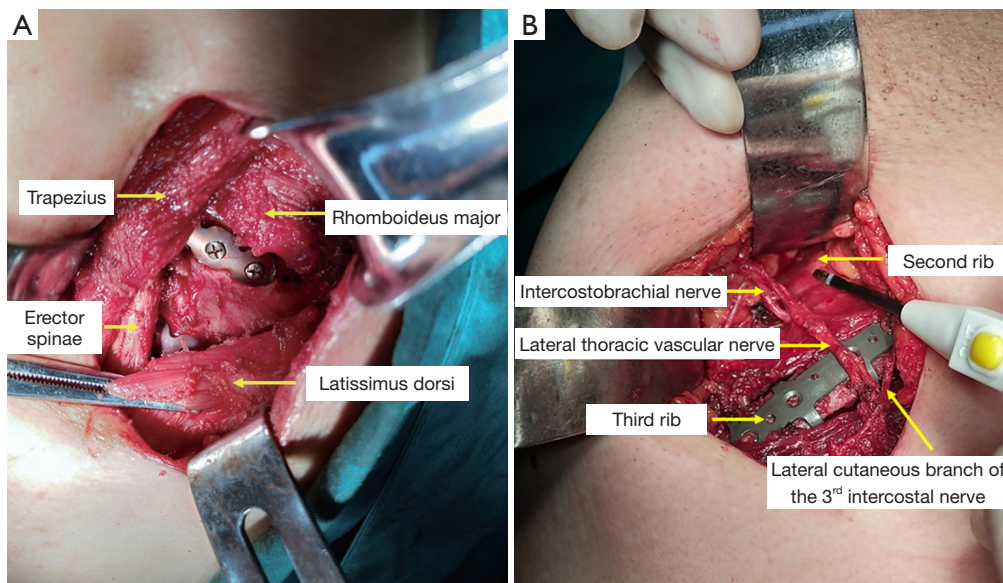 A
Trapezius
Rhomboideus major
Erector
spinae
Latissimus dorsi
B
Second rib
Intercostobrachial nerve
Lateral thoracic vascular nerve
Third rib
Lateral cutaneous branch of
the 3rd intercostal nerve